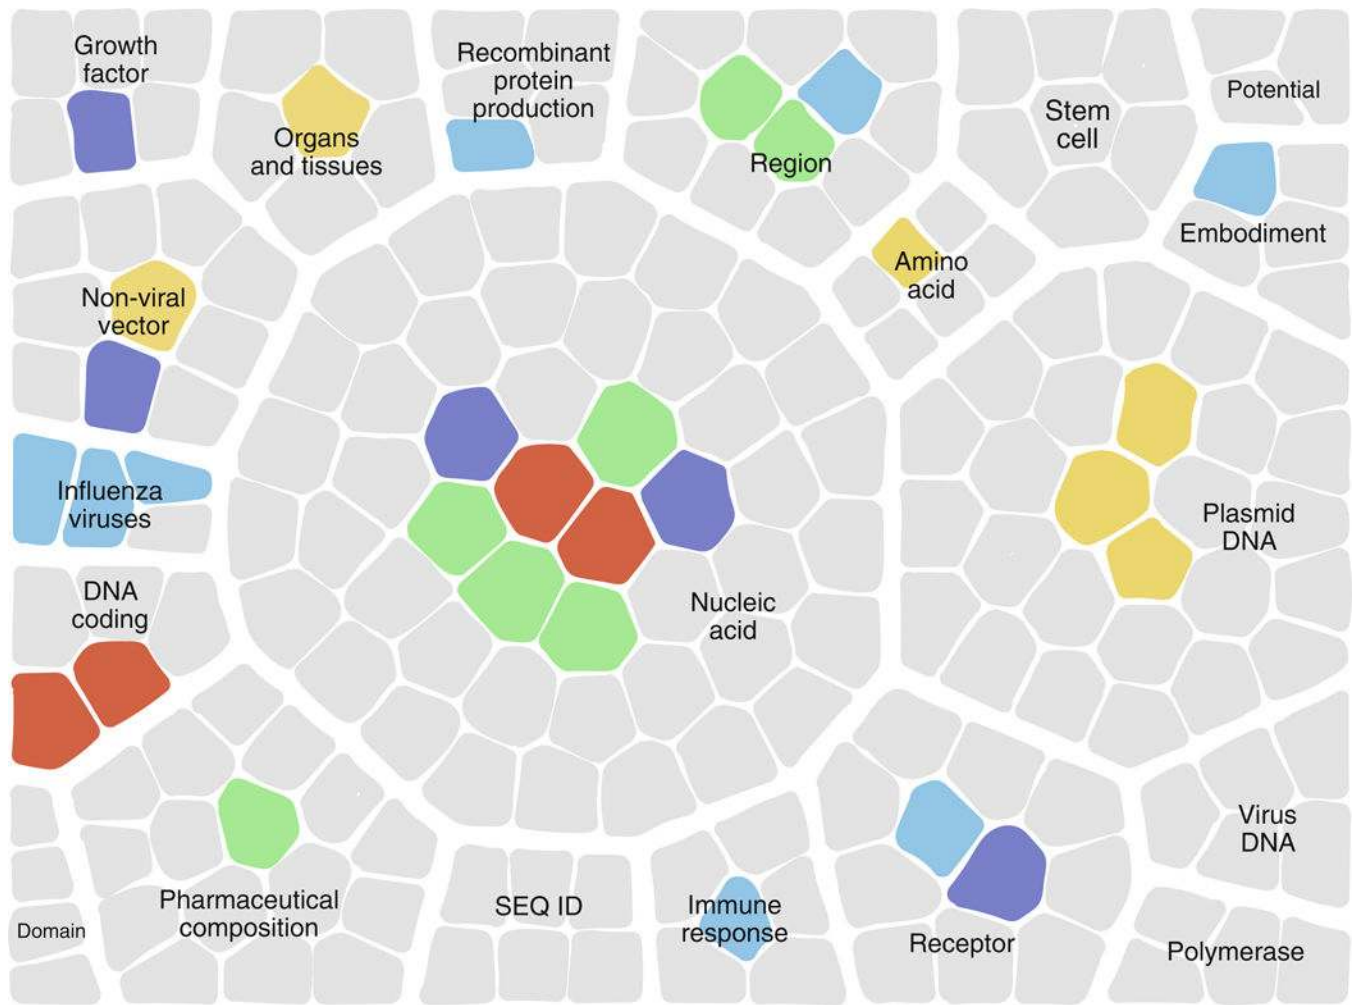 Growth
factor
Organs
and tissues
Recombinant
protein
production
Region
Stem
cell
Potential
Embodiment
Amino
acid
Non-viral
vector
Influenza
viruses
Plasmid
DNA
DNA
coding
Nucleic
acid
Virus
DNA
Pharmaceutical
composition
SEQ ID
Immune
response
Domain
Receptor
Polymerase